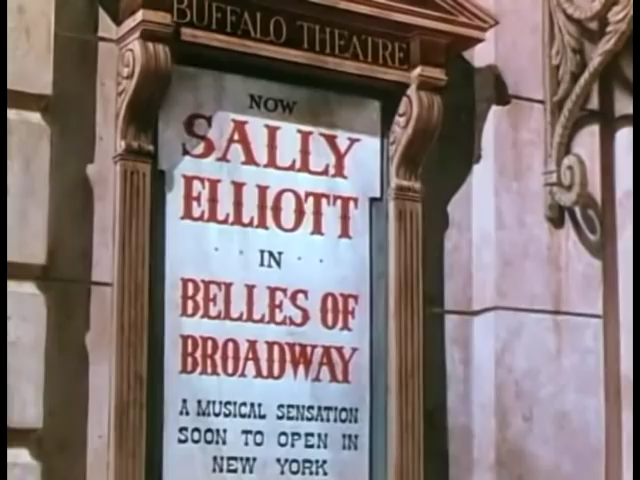 BUFFALO THEATRE
NOW
SALLY
ELLIOTT
IN
BELLES OF
BROADWAY
A MUSICAL SENSATION
SOON TO OPEN IN
NEW YORK